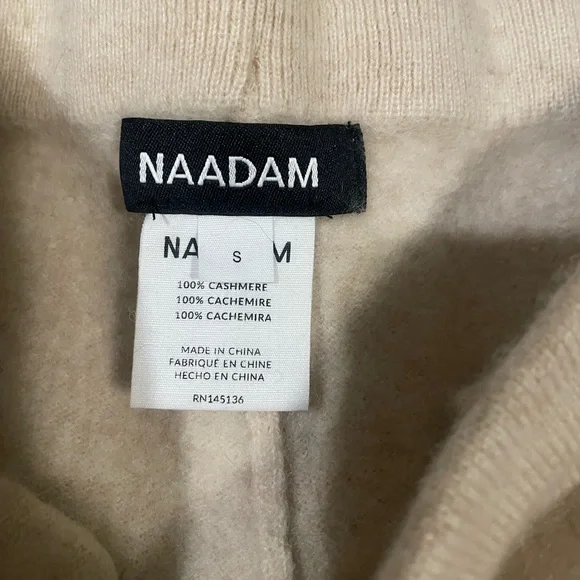 NAADAM
NA M
S
100% CASHMERE
100% CACHEMIRE
100% CACHEMIRA
MADE IN CHINA
FABRIQUÉ EN CHINE
HECHO EN CHINA
RN145136